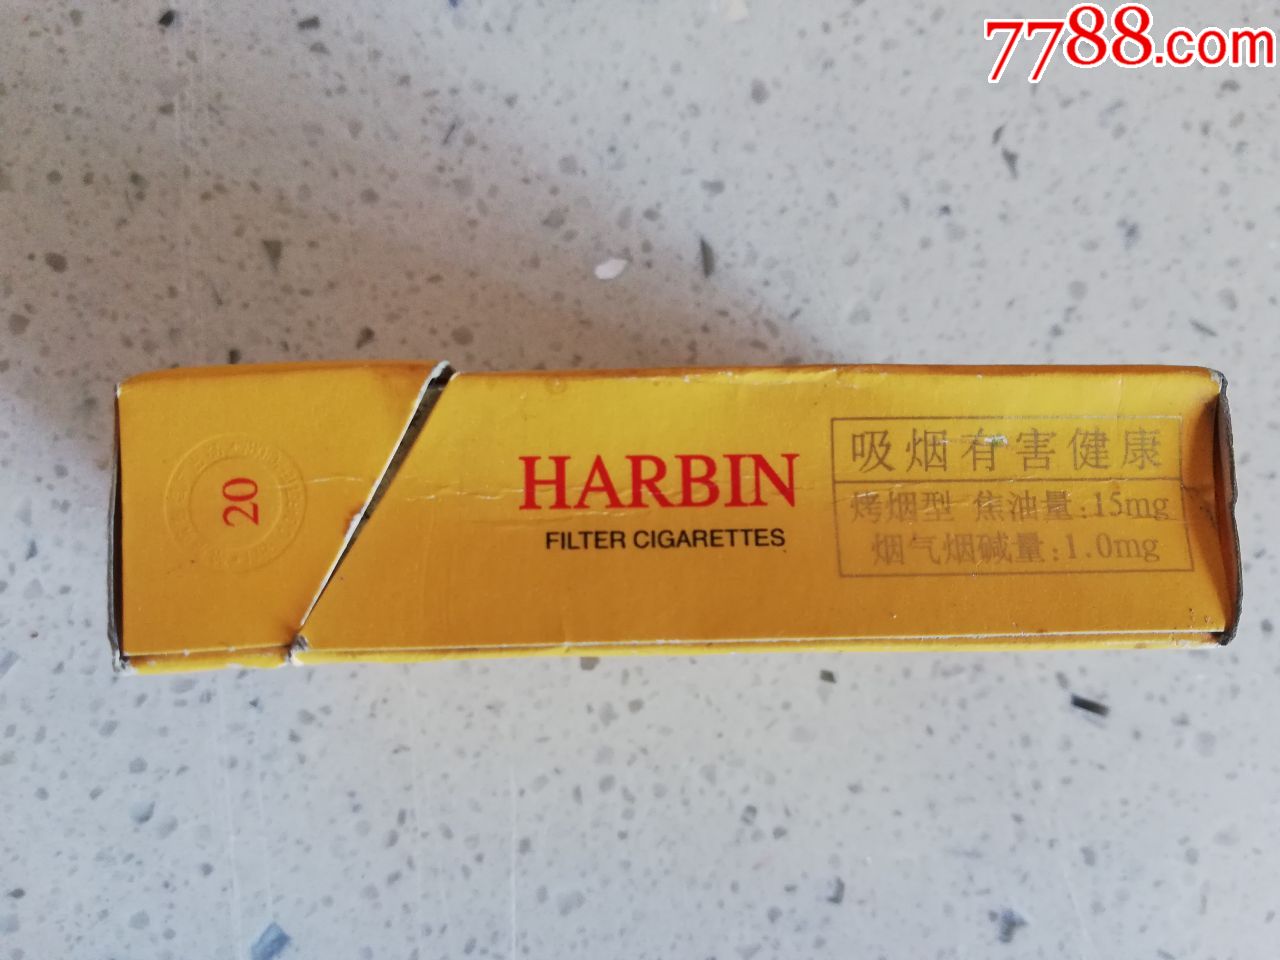 7788.com
20
HARBIN
FILTER CIGARETTES
吸烟有害健康
烤烟型 焦油量:15mg
烟气烟碱量:1.0mg